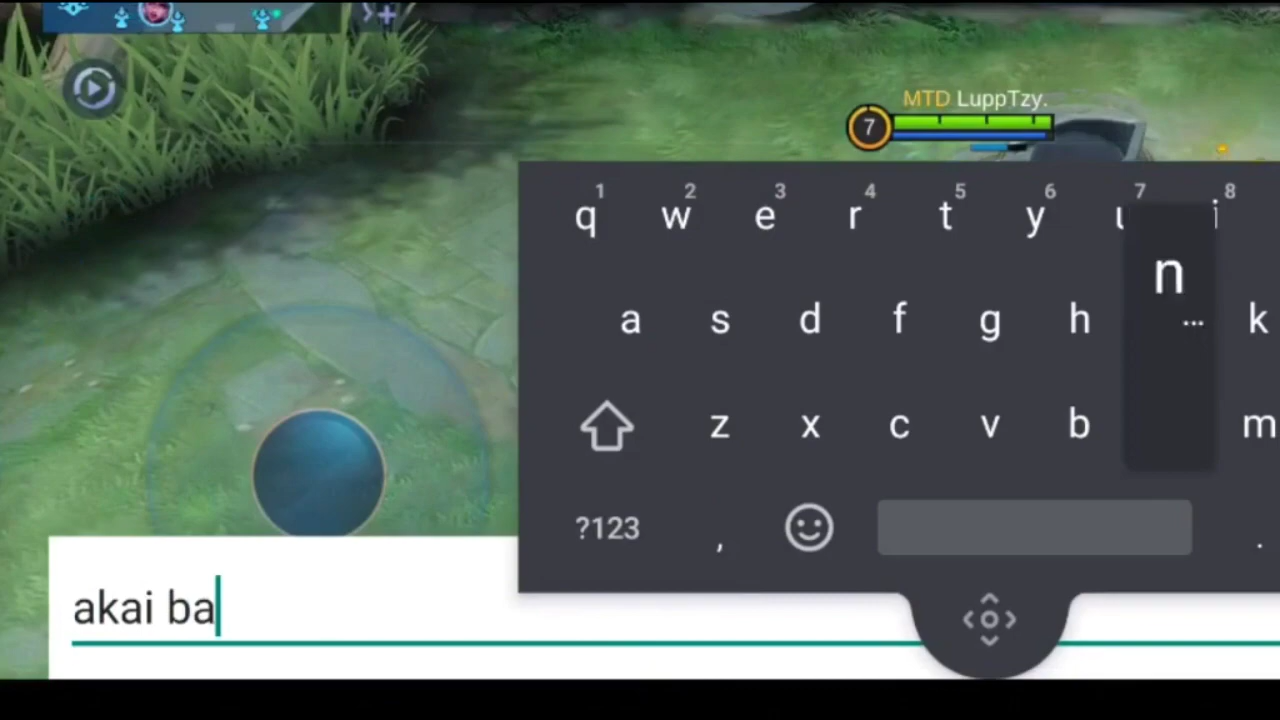 MTD LuppTzy.
7
1 2 3 4 5 6 7 8
q w e r t y u i
n
a s d f g h k
z x c v b m
?123 , .
akai ba